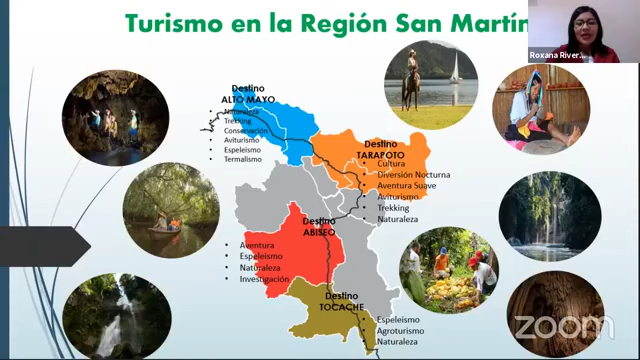 Turismo en la Región San Martín
Roxana River...
Destino
ALTO MAYO
• Naturaleza
• Trekking
• Conservación
• Aviturismo
• Espeleismo
• Termalismo
Destino
TARAPOTO
• Cultura
• Diversión Nocturna
• Aventura Suave
• Aviturismo
• Trekking
• Naturaleza
Destino
ABISEO
• Aventura
• Espeleismo
• Naturaleza
• Investigación
Destino
TOCACHE
• Espeleismo
• Agroturismo
• Naturaleza
zoom